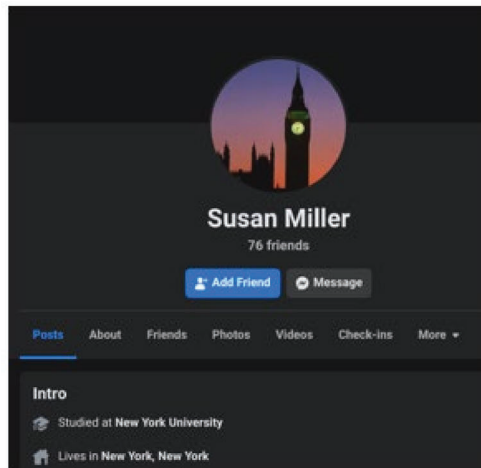 Susan Miller
76 friends
Add Friend Message
Posts About Friends Photos Videos Check-ins More
Intro
Studied at New York University
Lives in New York, New York